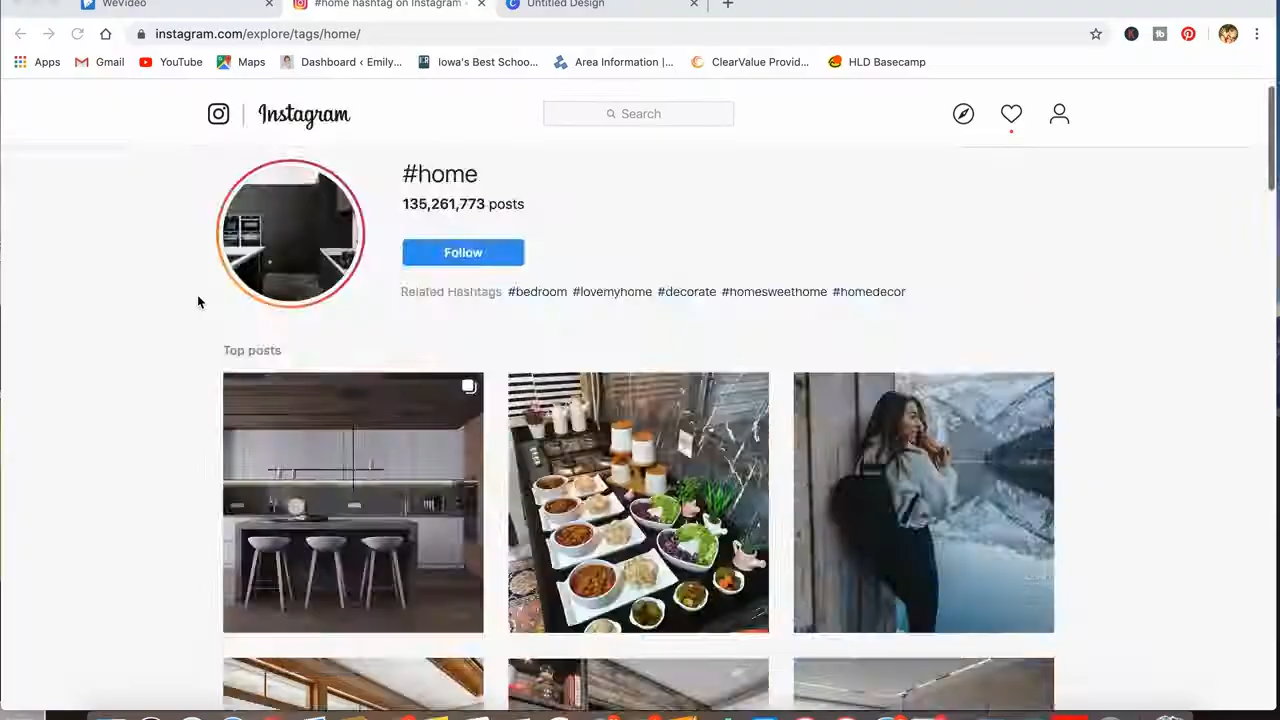 WeVideo
#home hashtag on Instagram
Untitled Design
instagram.com/explore/tags/home/
Apps Gmail YouTube Maps Dashboard ‹ Emily... Iowa's Best Schoo... Area Information |... ClearValue Provid... HLD Basecamp
Instagram Search
#home
135,261,773 posts
Follow
Related Hashtags #bedroom #lovemyhome #decorate #homesweethome #homedecor
Top posts